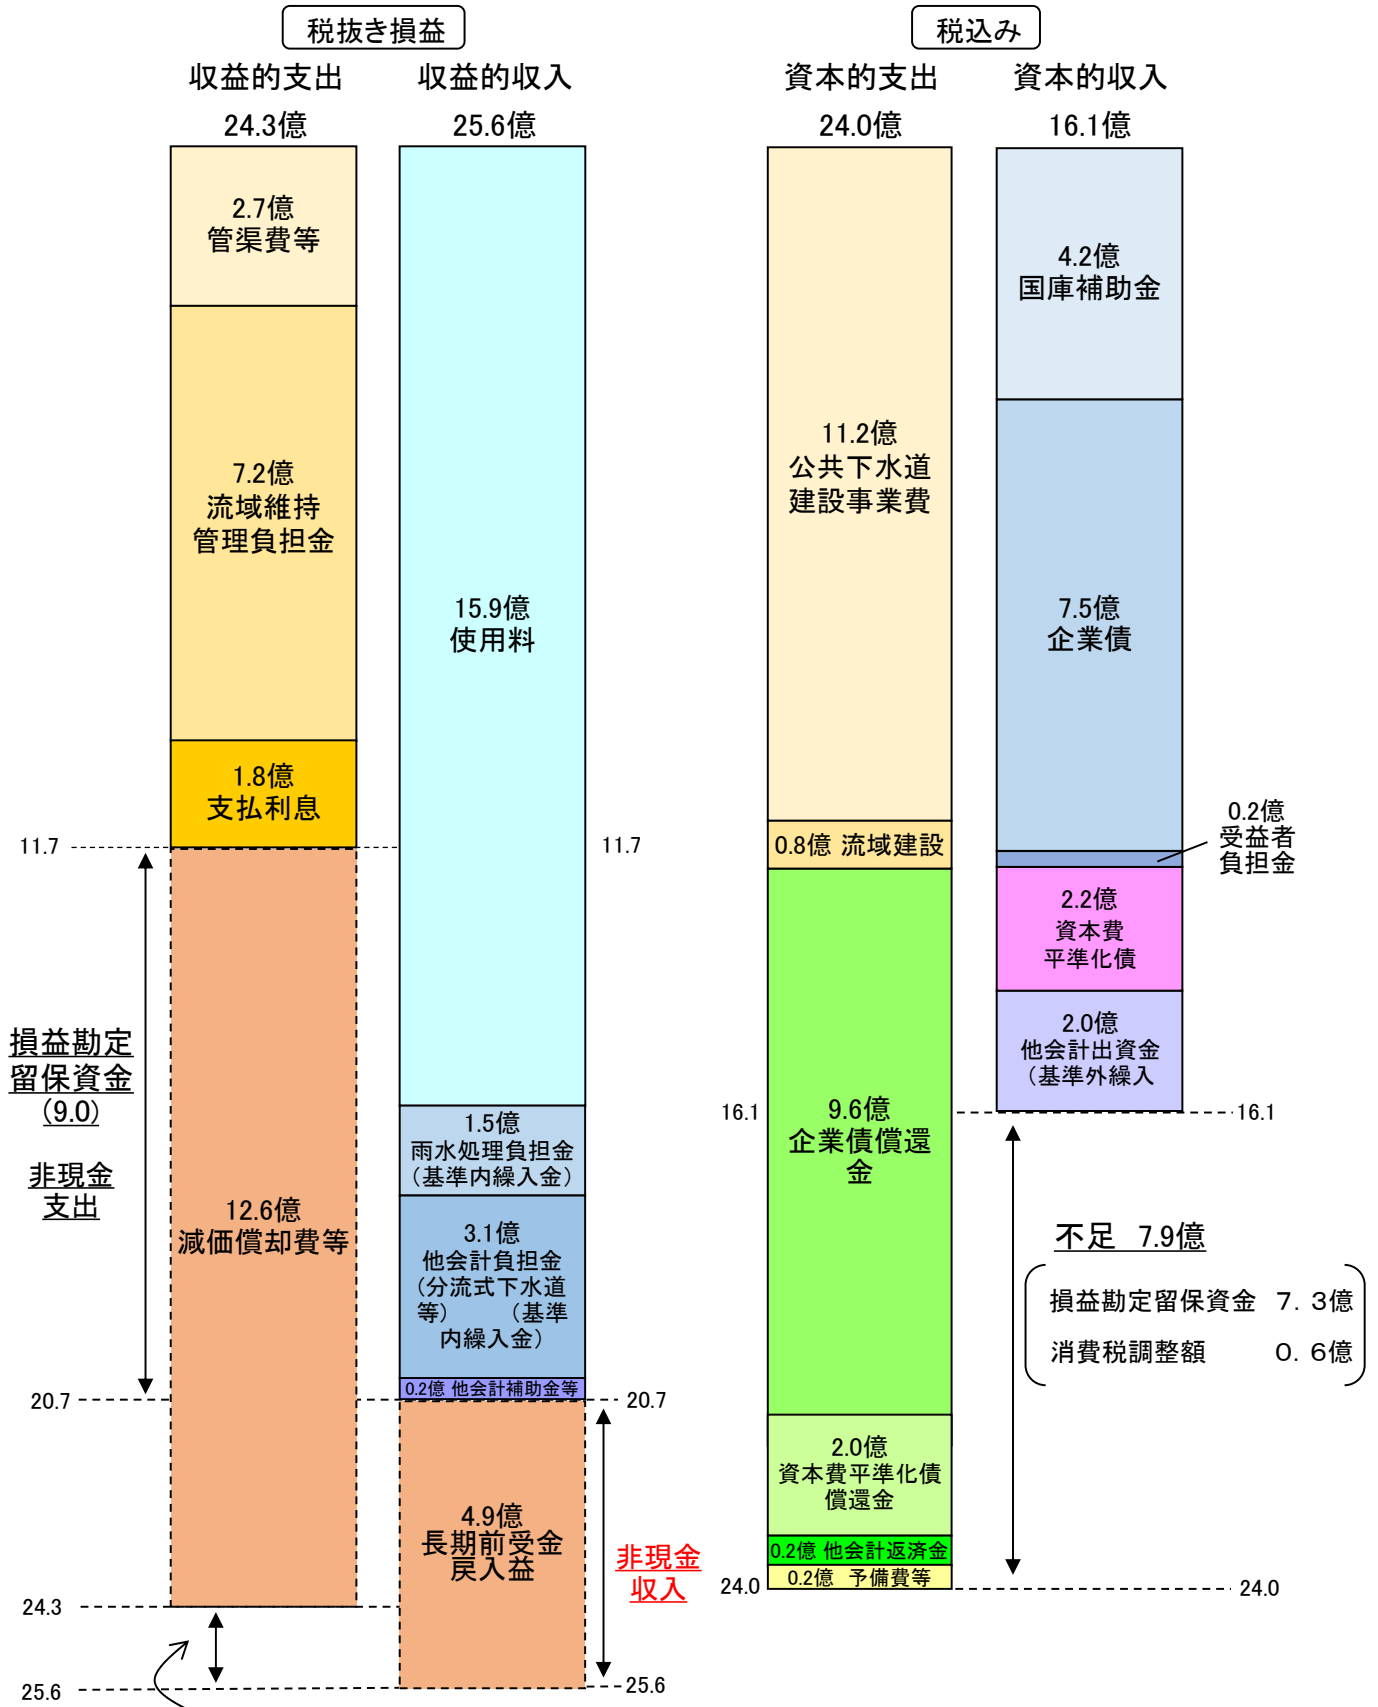 税抜き損益
収益的支出
24.3億
2.7億
管渠費等
7.2億
流域維持
管理負担金
1.8億
支払利息
12.6億
減価償却費等
収益的収入
25.6億
15.9億
使用料
1.5億
雨水処理負担金
（基準内繰入金）
3.1億
他会計負担金
（分流式下水道
等）　　（基準
内繰入金）
0.2億 他会計補助金等
4.9億
長期前受金
戻入益
11.7
11.7
損益勘定
留保資金
(9.0)
非現金
支出
20.7
20.7
非現金
収入
24.3
25.6
25.6
税込み
資本的支出
24.0億
11.2億
公共下水道
建設事業費
0.8億 流域建設
9.6億
企業債償還
金
2.0億
資本費平準化債
償還金
0.2億 他会計返済金
0.2億 予備費等
資本的収入
16.1億
4.2億
国庫補助金
7.5億
企業債
0.2億
受益者
負担金
2.2億
資本費
平準化債
2.0億
他会計出資金
（基準外繰入
16.1
16.1
不足 7.9億
損益勘定留保資金 ７．３億
消費税調整額 ０．６億
24.0
24.0